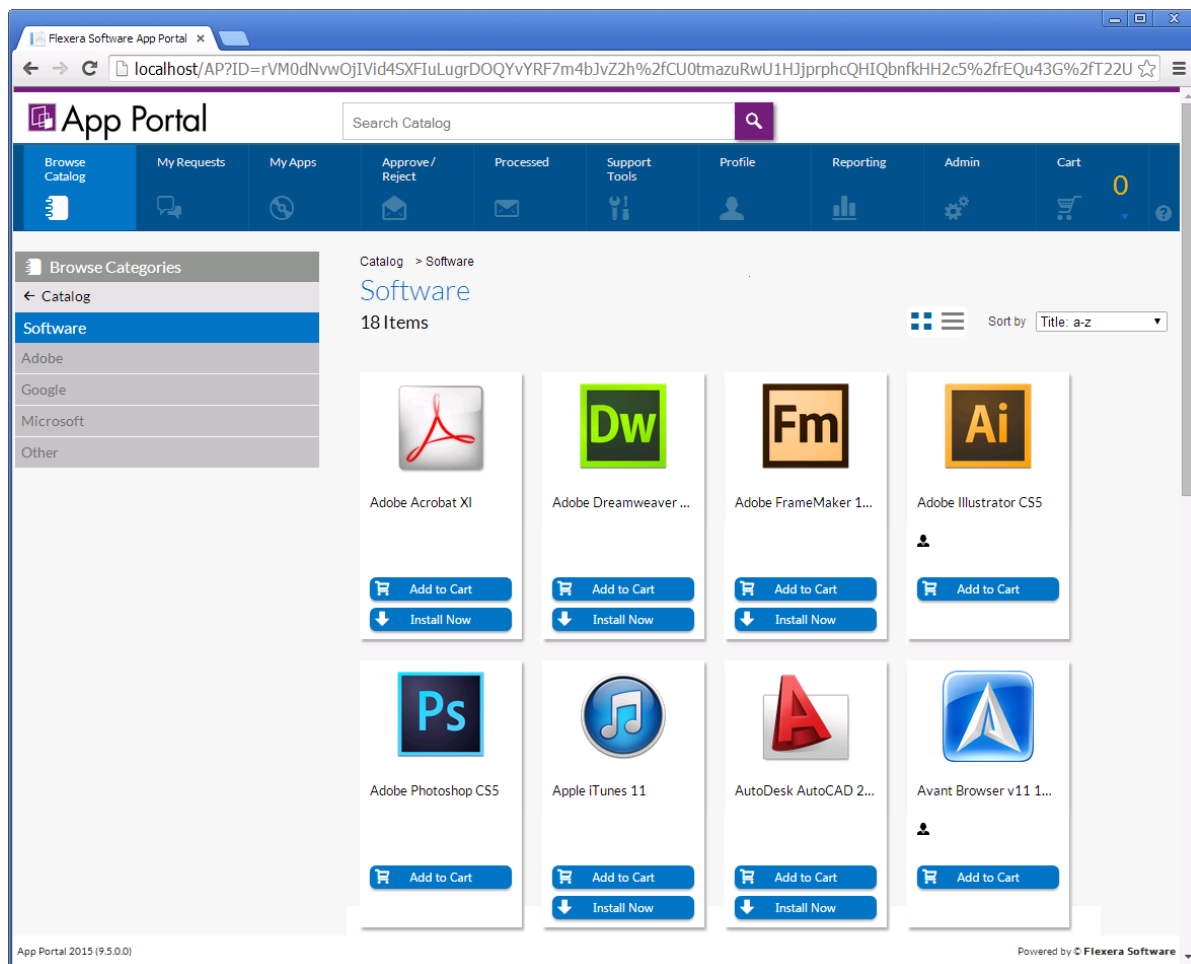 Flexera Software App Portal
localhost/AP?ID=rVM0dNvwOjIVid4SXFIuLugrDOQYvYRF7m4bJvZ2h%2fCU0tmazuRwU1HJjprphcQHIQbnfkHH2c5%2frEQu43G%2fT22U
App Portal
Search Catalog
Browse Catalog
My Requests
My Apps
Approve/ Reject
Processed
Support Tools
Profile
Reporting
Admin
Cart
0
Browse Categories
← Catalog
Software
Adobe
Google
Microsoft
Other
Catalog > Software
Software
18 Items
Sort by Title: a-z
Dw
Fm
Ai
Adobe Acrobat XI
Adobe Dreamweaver ...
Adobe FrameMaker 1...
Adobe Illustrator CS5
Add to Cart
Add to Cart
Add to Cart
Add to Cart
Install Now
Install Now
Install Now
Ps
Adobe Photoshop CS5
Apple iTunes 11
AutoDesk AutoCAD 2...
Avant Browser v11 1...
Add to Cart
Add to Cart
Add to Cart
Add to Cart
Install Now
Install Now
App Portal 2015 (9.5.0.0)
Powered by © Flexera Software